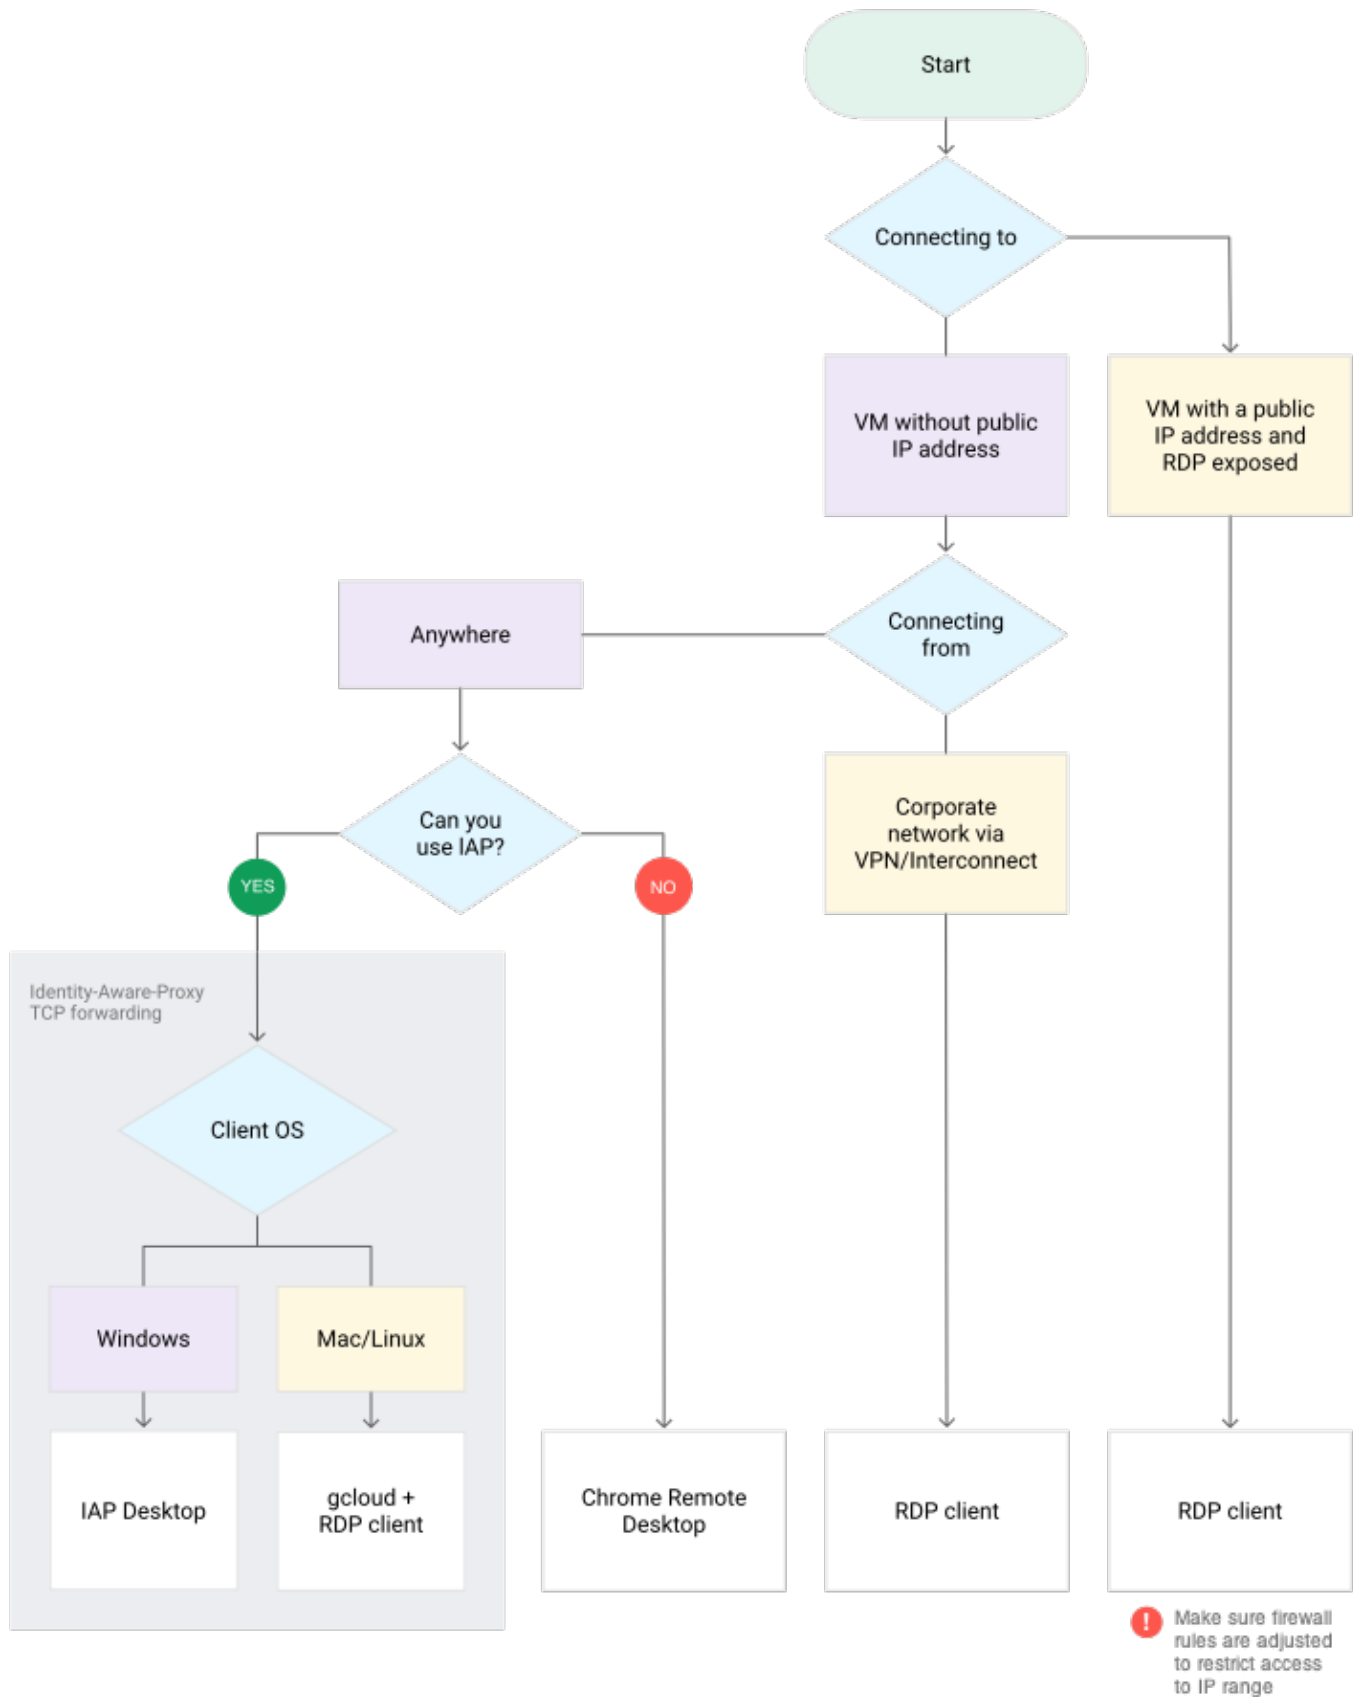 Start
Connecting to
VM without public
IP address
VM with a public
IP address and
RDP exposed
Anywhere
Connecting
from
Can you
use IAP?
Corporate
network via
VPN/Interconnect
YES
NO
Identity-Aware-Proxy
TCP forwarding
Client OS
Windows
Mac/Linux
IAP Desktop
gcloud +
RDP client
Chrome Remote
Desktop
RDP client
RDP client
!
Make sure firewall
rules are adjusted
to restrict access
to IP range